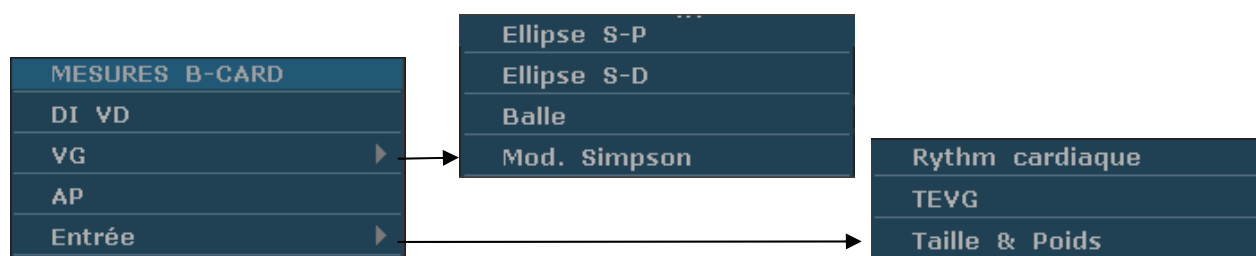 MESURES B-CARD
DI VD
VG
AP
Entrée
Ellipse S-P
Ellipse S-D
Balle
Mod. Simpson
Rythm cardiaque
TEVG
Taille & Poids